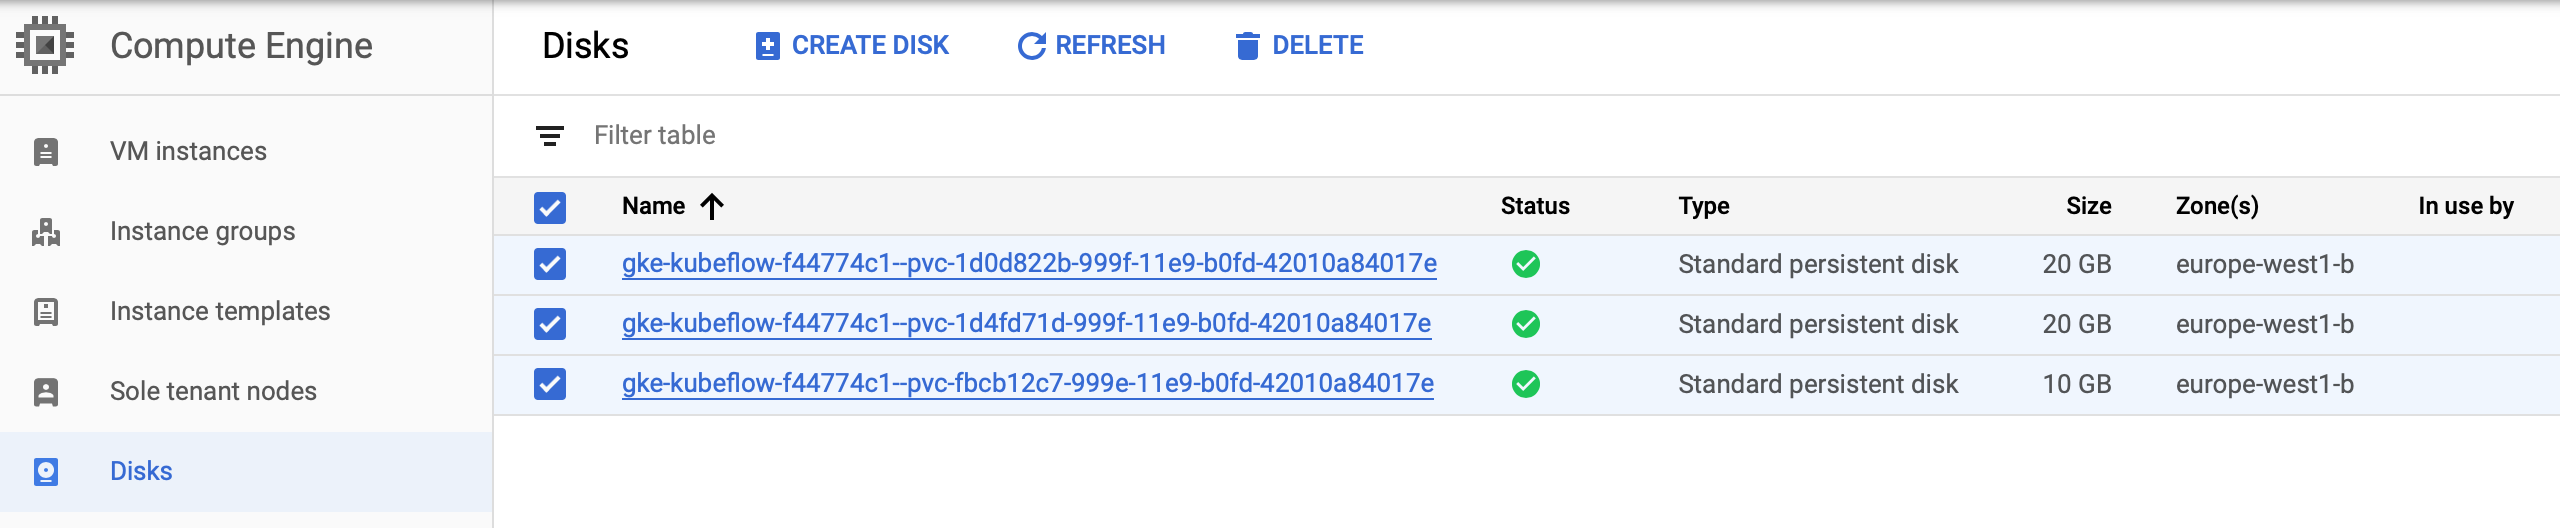 Compute Engine
Disks
CREATE DISK
REFRESH
DELETE
VM instances
Instance groups
Instance templates
Sole tenant nodes
Disks
Filter table
Name Status Type Size Zone(s) In use by
gke-kubeflow-f44774c1--pvc-1d0d822b-999f-11e9-b0fd-42010a84017e Standard persistent disk 20 GB europe-west1-b
gke-kubeflow-f44774c1--pvc-1d4fd71d-999f-11e9-b0fd-42010a84017e Standard persistent disk 20 GB europe-west1-b
gke-kubeflow-f44774c1--pvc-fbcb12c7-999e-11e9-b0fd-42010a84017e Standard persistent disk 10 GB europe-west1-b